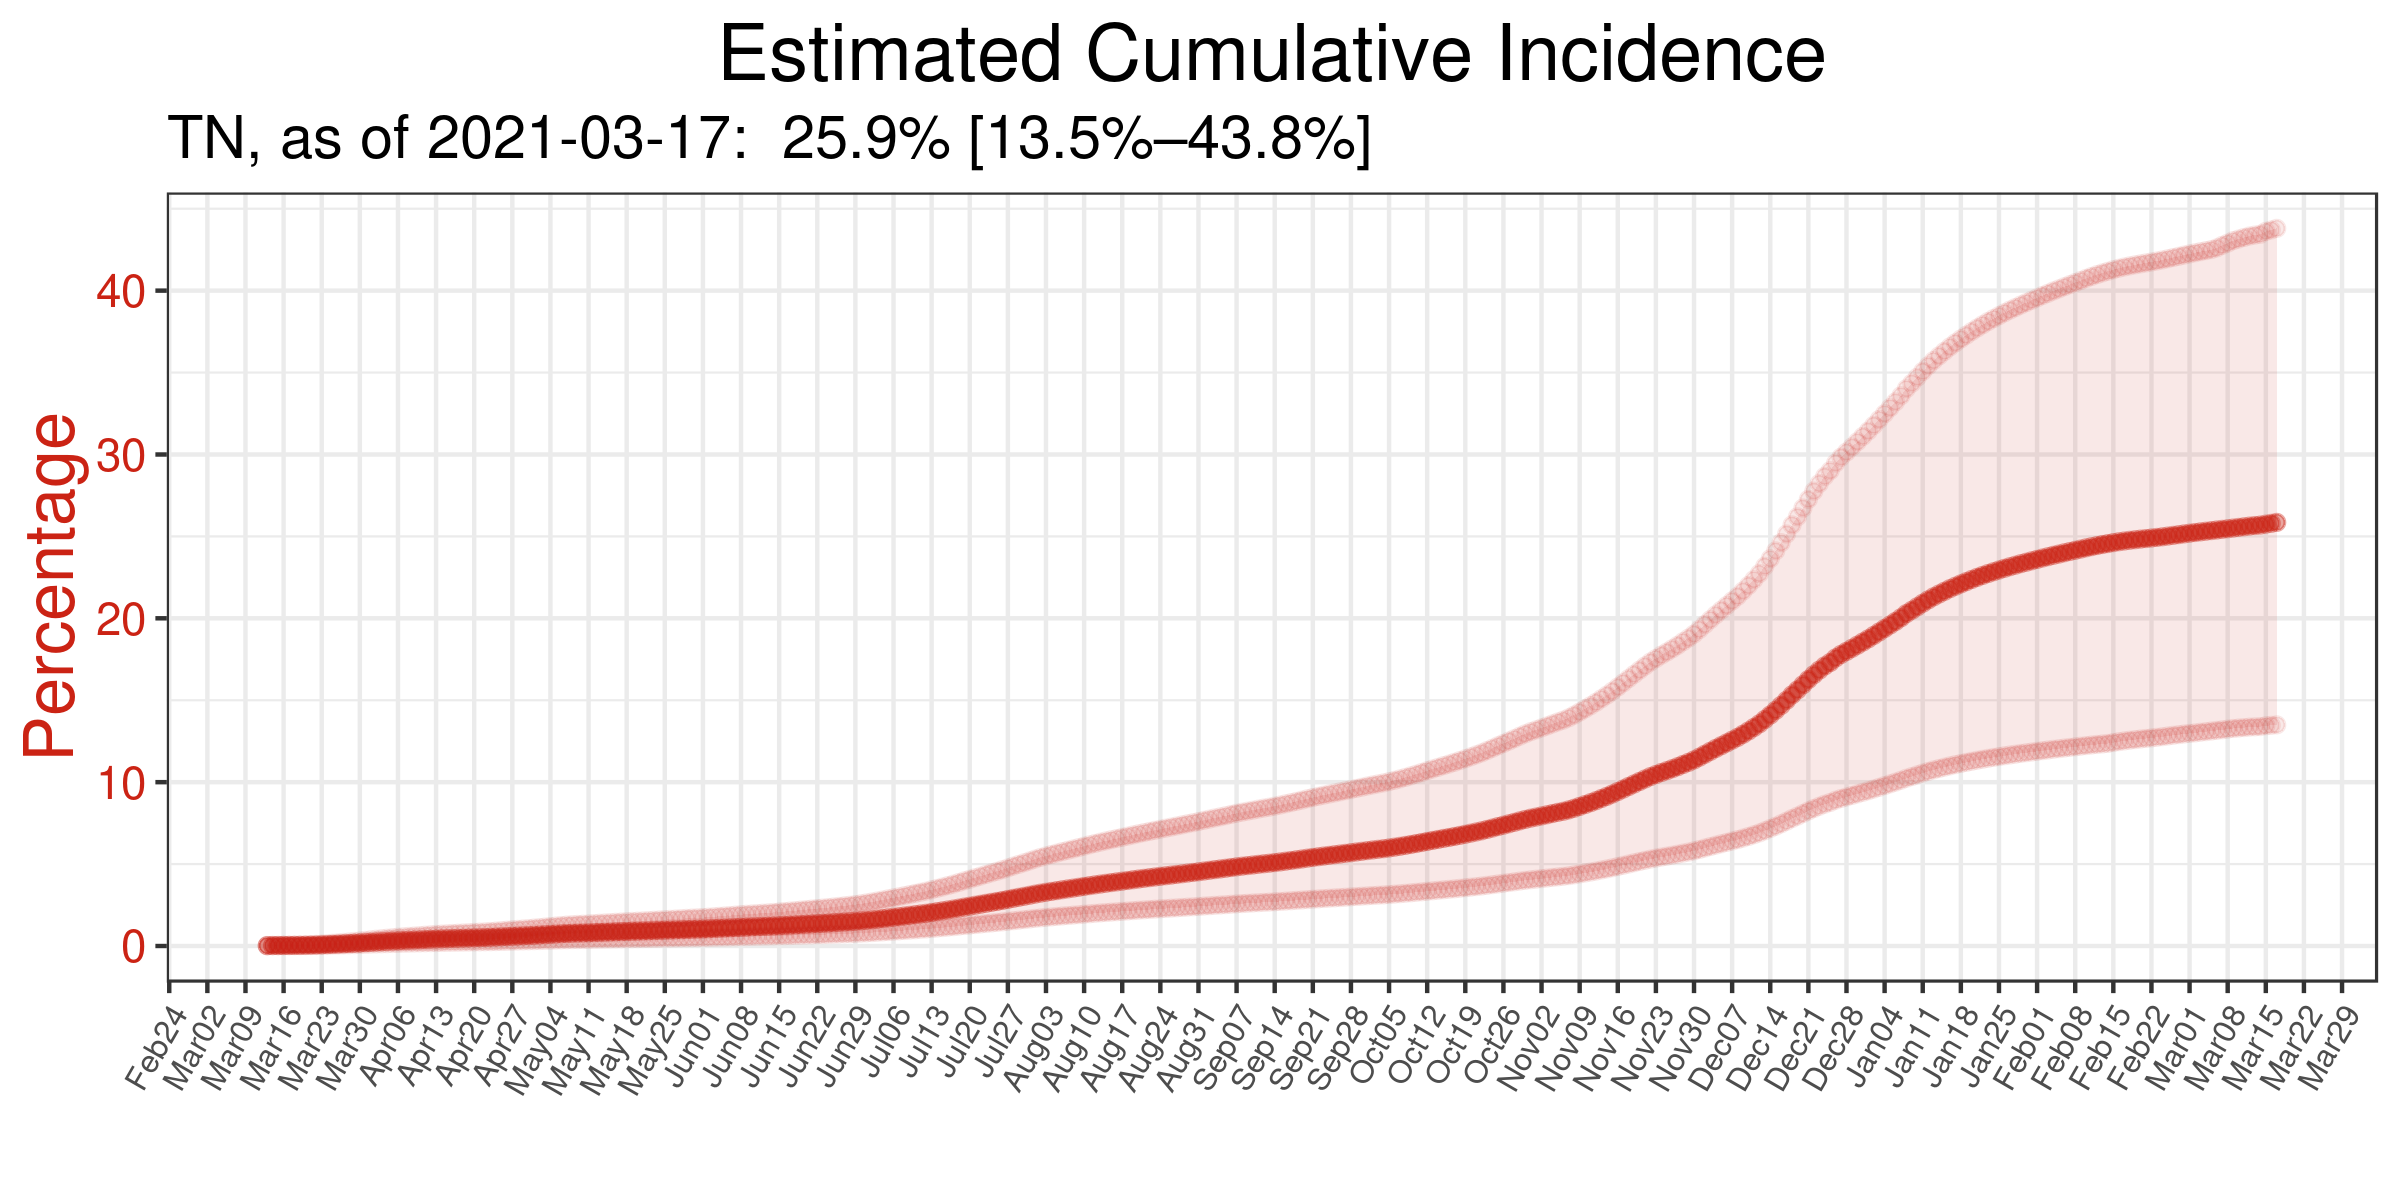 Estimated Cumulative Incidence
TN, as of 2021-03-17:  25.9% [13.5%–43.8%]
Percentage
40
30
20
10
0
Feb24
Mar02
Mar09
Mar16
Mar23
Mar30
Apr06
Apr13
Apr20
Apr27
May04
May11
May18
May25
Jun01
Jun08
Jun15
Jun22
Jun29
Jul06
Jul13
Jul20
Jul27
Aug03
Aug10
Aug17
Aug24
Aug31
Sep07
Sep14
Sep21
Sep28
Oct05
Oct12
Oct19
Oct26
Nov02
Nov09
Nov16
Nov23
Nov30
Dec07
Dec14
Dec21
Dec28
Jan04
Jan11
Jan18
Jan25
Feb01
Feb08
Feb15
Feb22
Mar01
Mar08
Mar15
Mar22
Mar29